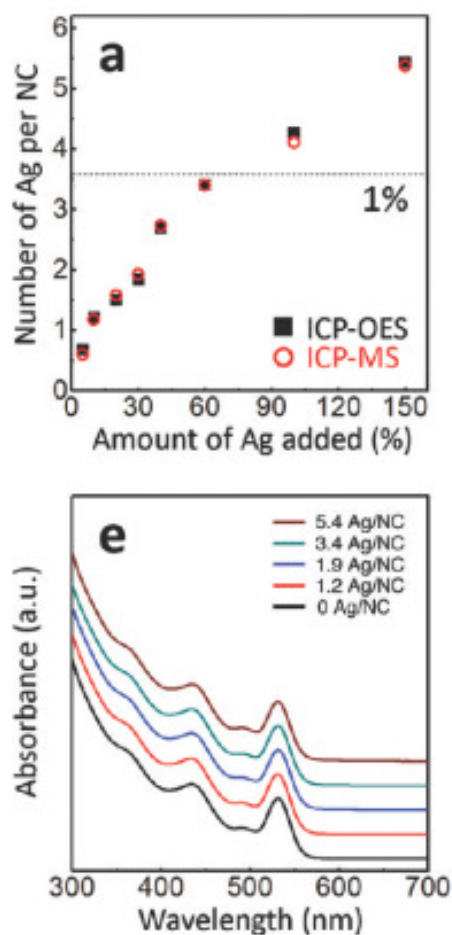 a
Number of Ag per NC
6
5
4
3
2
1
0
1%
ICP-OES
ICP-MS
0 30 60 90 120 150
Amount of Ag added (%)
e
5.4 Ag/NC
3.4 Ag/NC
1.9 Ag/NC
1.2 Ag/NC
0 Ag/NC
Absorbance (a.u.)
300 400 500 600 700
Wavelength (nm)